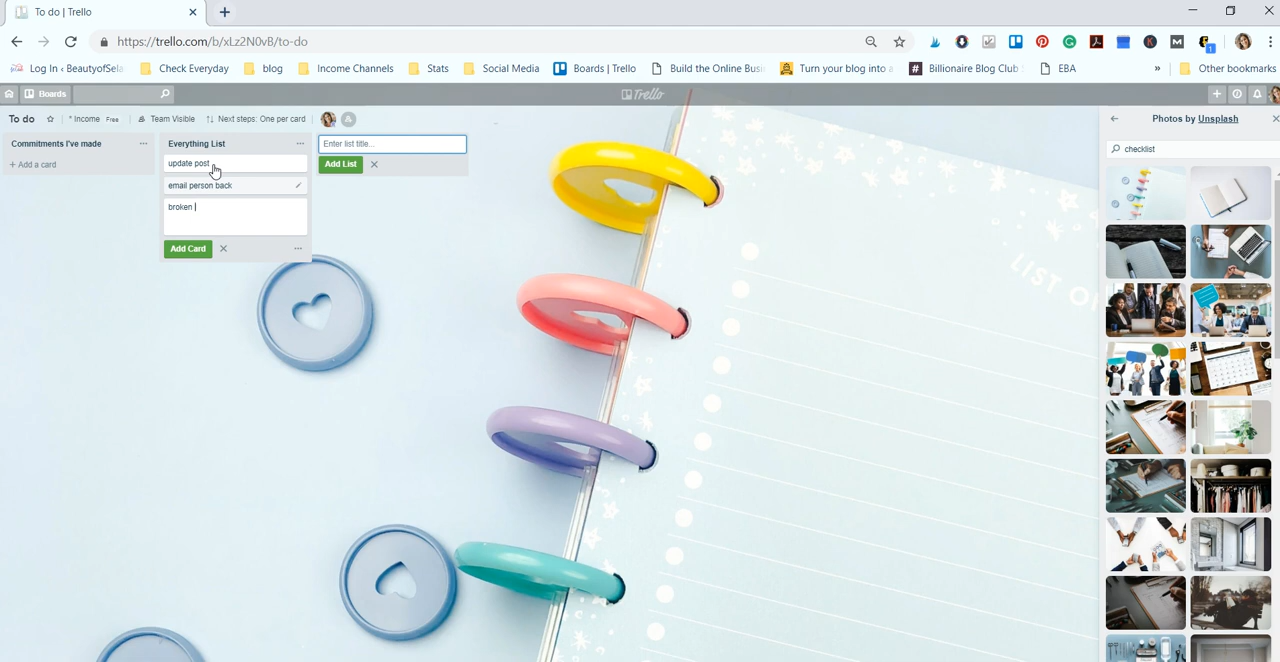 To do | Trello
https://trello.com/b/xLz2N0vB/to-do
Log In ‹ BeautyofSela
Check Everyday
blog
Income Channels
Stats
Social Media
Boards | Trello
Build the Online Busi
Turn your blog into a
Billionaire Blog Club
EBA
»
Other bookmarks
Boards
Trello
To do
* Income Free
Team Visible
Next steps: One per card
Photos by Unsplash
Commitments I've made
Everything List
Enter list title...
+ Add a card
update post
Add List
checklist
email person back
broken
Add Card
LIST O